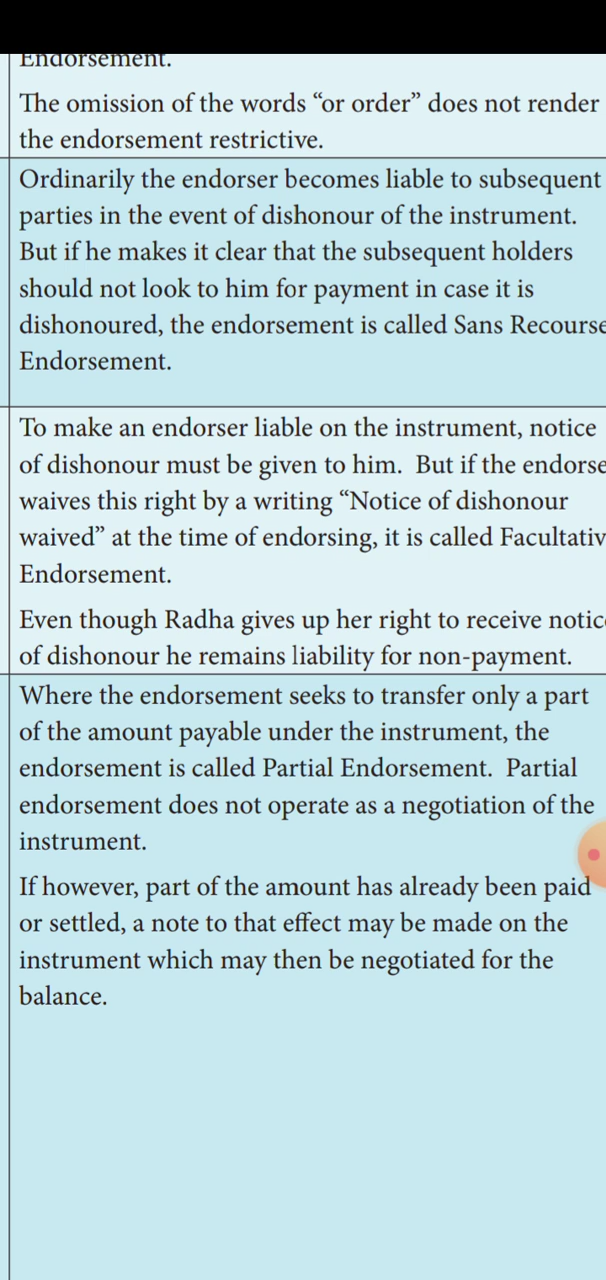 Endorsement.
The omission of the words “or order” does not render
the endorsement restrictive.
Ordinarily the endorser becomes liable to subsequent
parties in the event of dishonour of the instrument.
But if he makes it clear that the subsequent holders
should not look to him for payment in case it is
dishonoured, the endorsement is called Sans Recourse
Endorsement.
To make an endorser liable on the instrument, notice
of dishonour must be given to him. But if the endorse
waives this right by a writing “Notice of dishonour
waived” at the time of endorsing, it is called Facultativ
Endorsement.
Even though Radha gives up her right to receive notic
of dishonour he remains liability for non-payment.
Where the endorsement seeks to transfer only a part
of the amount payable under the instrument, the
endorsement is called Partial Endorsement. Partial
endorsement does not operate as a negotiation of the
instrument.
If however, part of the amount has already been paid
or settled, a note to that effect may be made on the
instrument which may then be negotiated for the
balance.